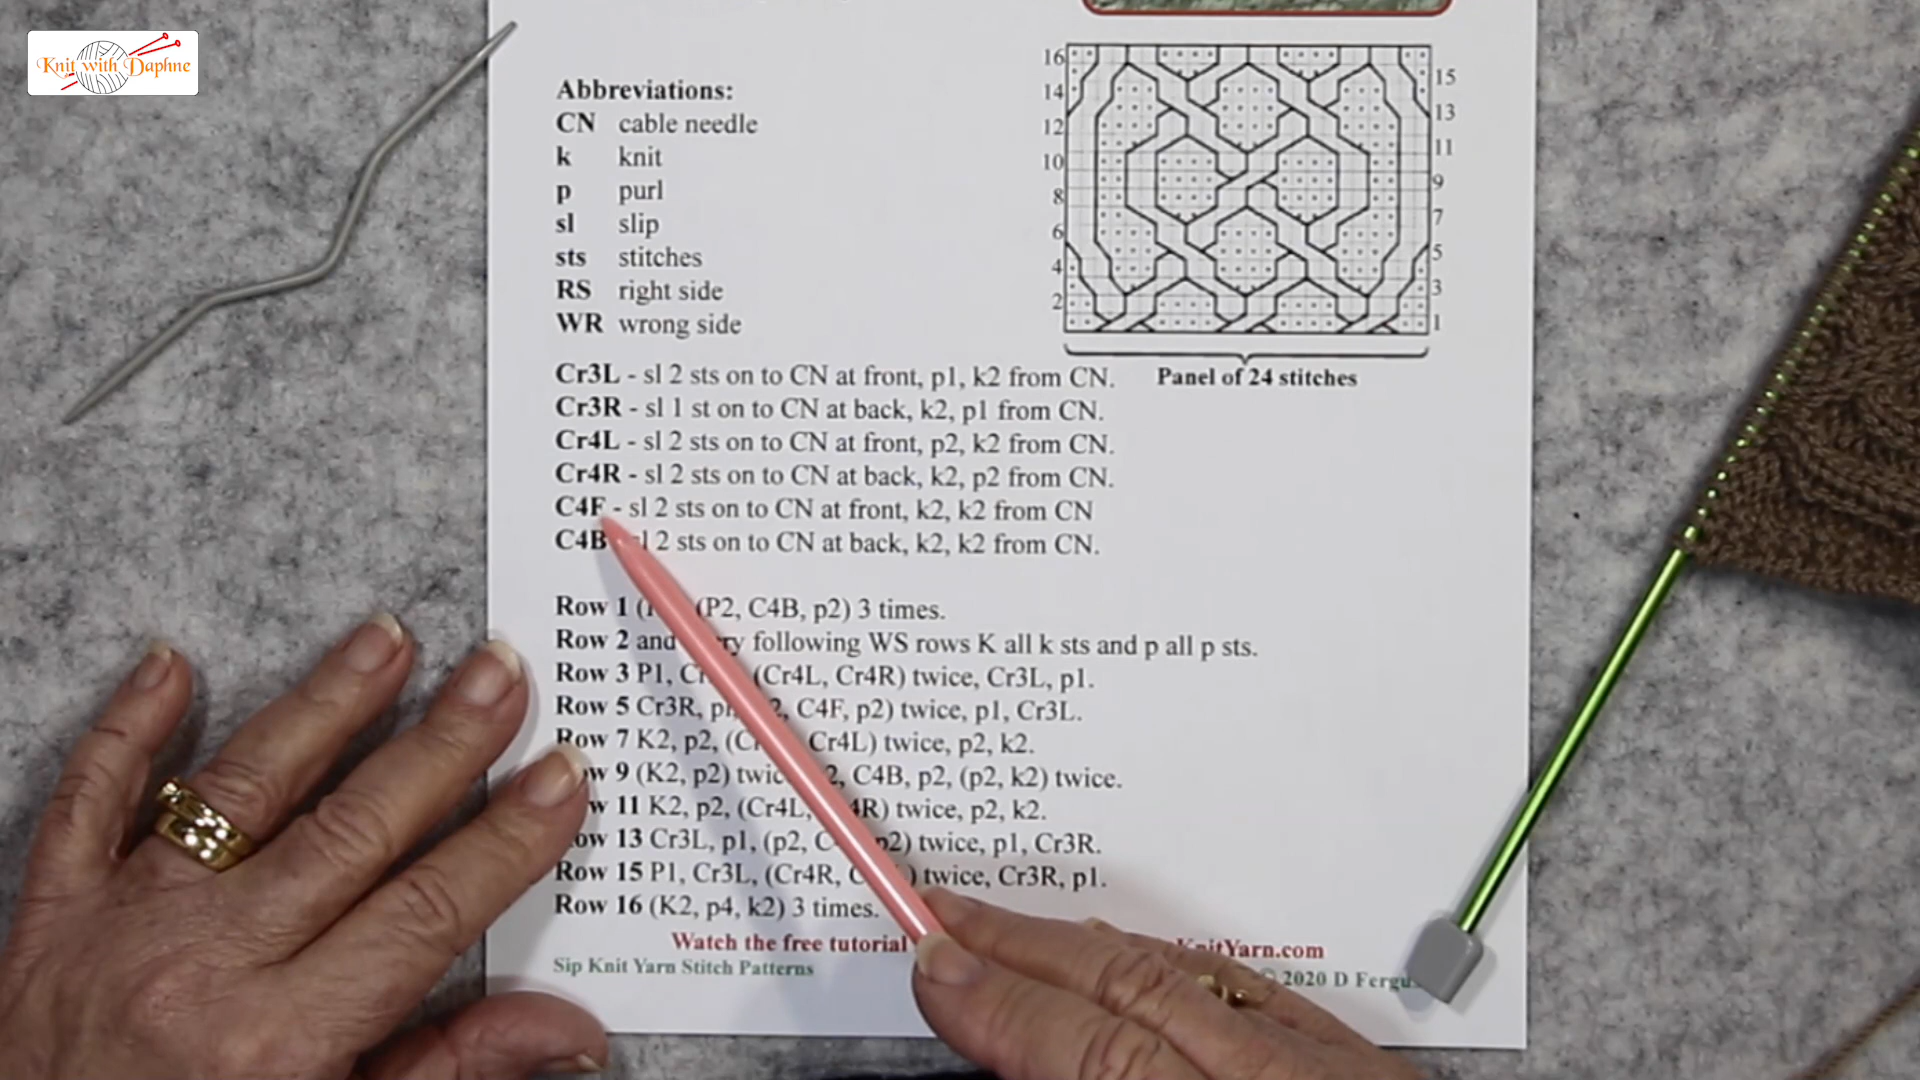 Knit with Daphne
Abbreviations:
CN cable needle
k knit
p purl
sl slip
sts stitches
RS right side
WR wrong side
16
14
12
10
8
6
4
2
15
13
11
9
7
5
3
1
Panel of 24 stitches
Cr3L - sl 2 sts on to CN at front, p1, k2 from CN.
Cr3R - sl 1 st on to CN at back, k2, p1 from CN.
Cr4L - sl 2 sts on to CN at front, p2, k2 from CN.
Cr4R - sl 2 sts on to CN at back, k2, p2 from CN.
C4F - sl 2 sts on to CN at front, k2, k2 from CN
C4B 2 sts on to CN at back, k2, k2 from CN.
Row 1 (P2, C4B, p2) 3 times.
Row 2 and following WS rows K all k sts and p all p sts.
Row 3 P1, (Cr4L, Cr4R) twice, Cr3L, p1.
Row 5 Cr3R, C4F, p2) twice, p1, Cr3L.
Row 7 K2, p2, Cr4L) twice, p2, k2.
9 (K2, p2) C4B, p2, (p2, k2) twice.
11 K2, p2, (Cr4L, twice, p2, k2.
13 Cr3L, p1, (p2, p2) twice, p1, Cr3R.
Row 15 P1, Cr3L, (Cr4R, twice, Cr3R, p1.
Row 16 (K2, p4, k2) 3 times.
Watch the free tutorial KnitYarn.com
Sip Knit Yarn Stitch Patterns
© 2020 D